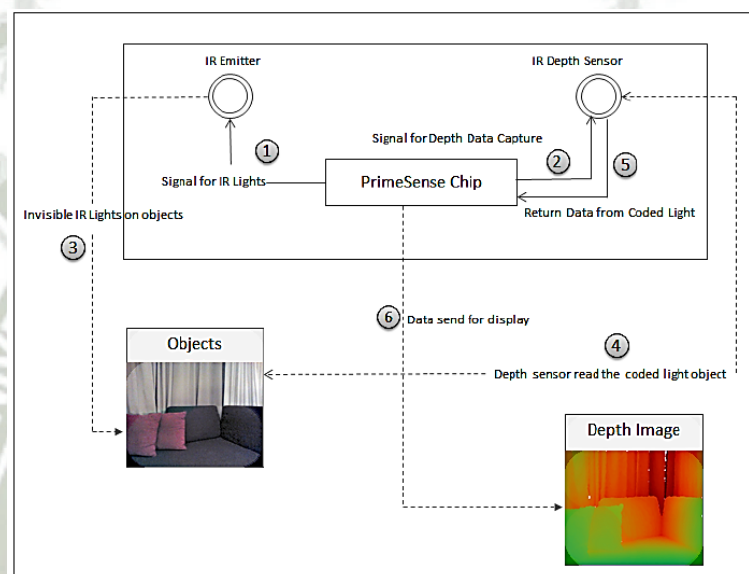 IR Emitter
IR Depth Sensor
1
Signal for Depth Data Capture
2
5
Signal for IR Lights
PrimeSense Chip
Invisible IR Lights on objects
Return Data from Coded Light
3
6
Data send for display
4
Objects
Depth sensor read the coded light object
Depth Image